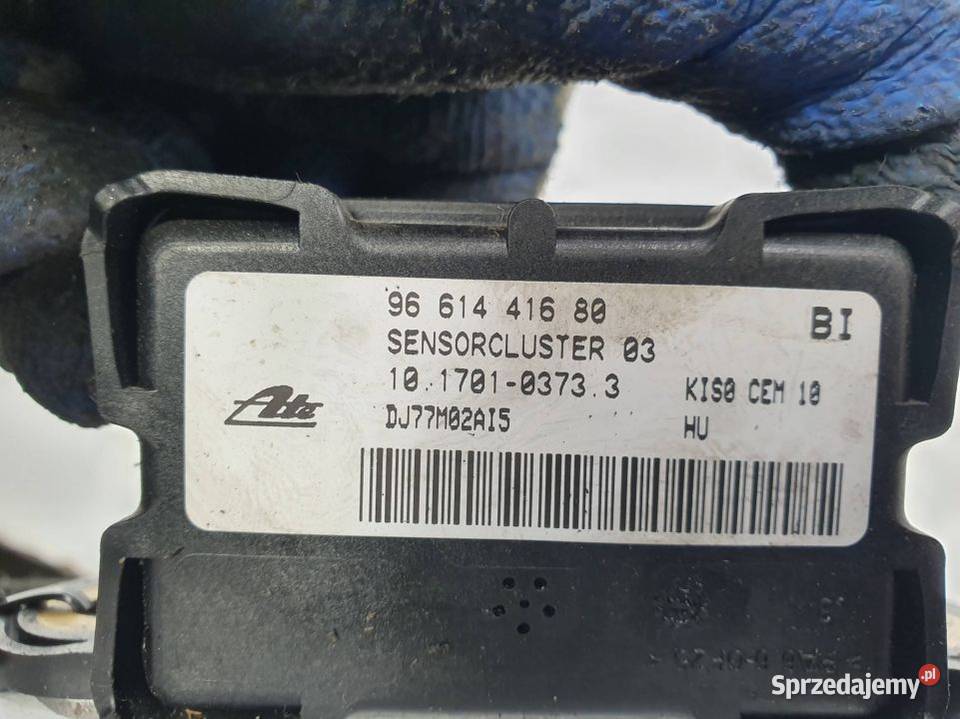 96 614 416 80
BI
SENSORCLUSTER 03
10.1701-0373.3
KIS0 CEM 10
Ate
DJ77M02AI5
HU
Sprzedajemy.pl